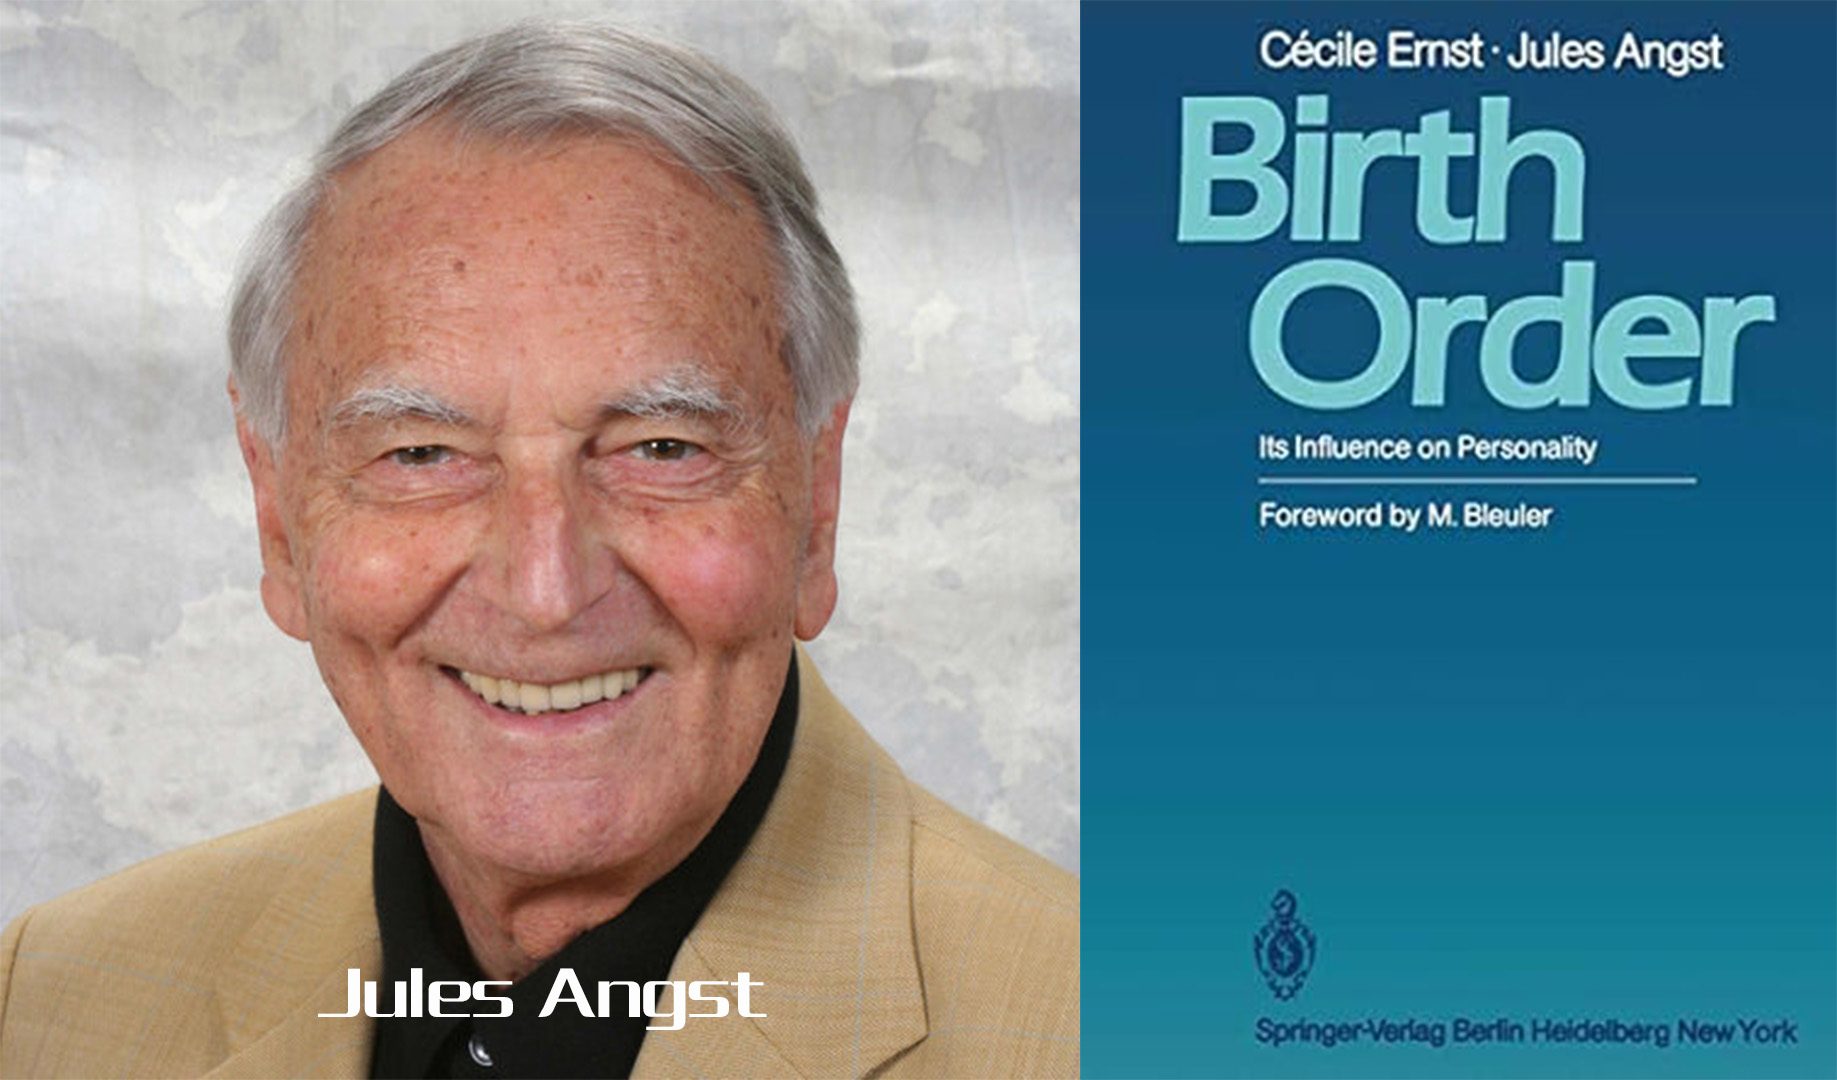 Jules Angst
Cécile Ernst · Jules Angst
Birth
Order
Its Influence on Personality
Foreword by M. Bleuler
Springer-Verlag Berlin Heidelberg New York